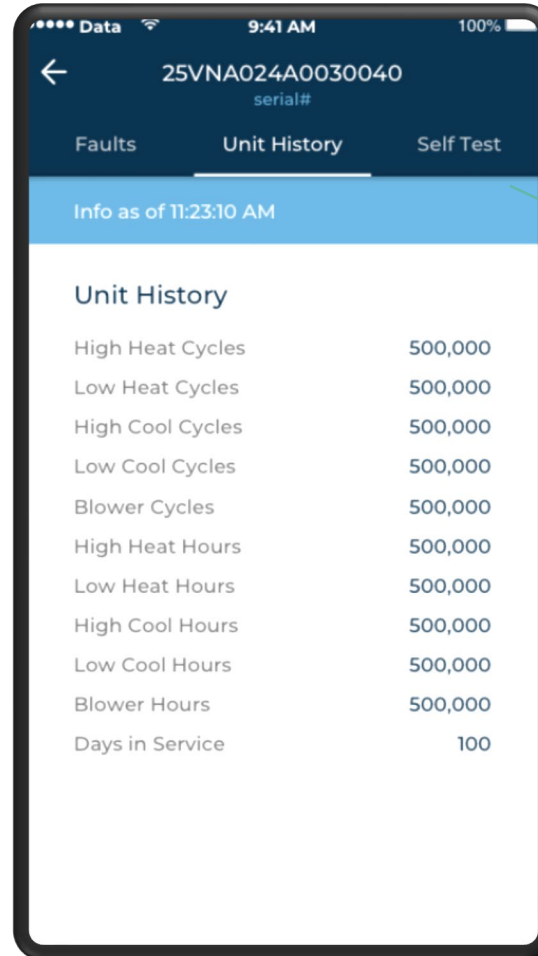 Data 9:41 AM 100%
25VNA024A0030040
serial#
Faults Unit History Self Test
Info as of 11:23:10 AM
Unit History
High Heat Cycles 500,000
Low Heat Cycles 500,000
High Cool Cycles 500,000
Low Cool Cycles 500,000
Blower Cycles 500,000
High Heat Hours 500,000
Low Heat Hours 500,000
High Cool Hours 500,000
Low Cool Hours 500,000
Blower Hours 500,000
Days in Service 100